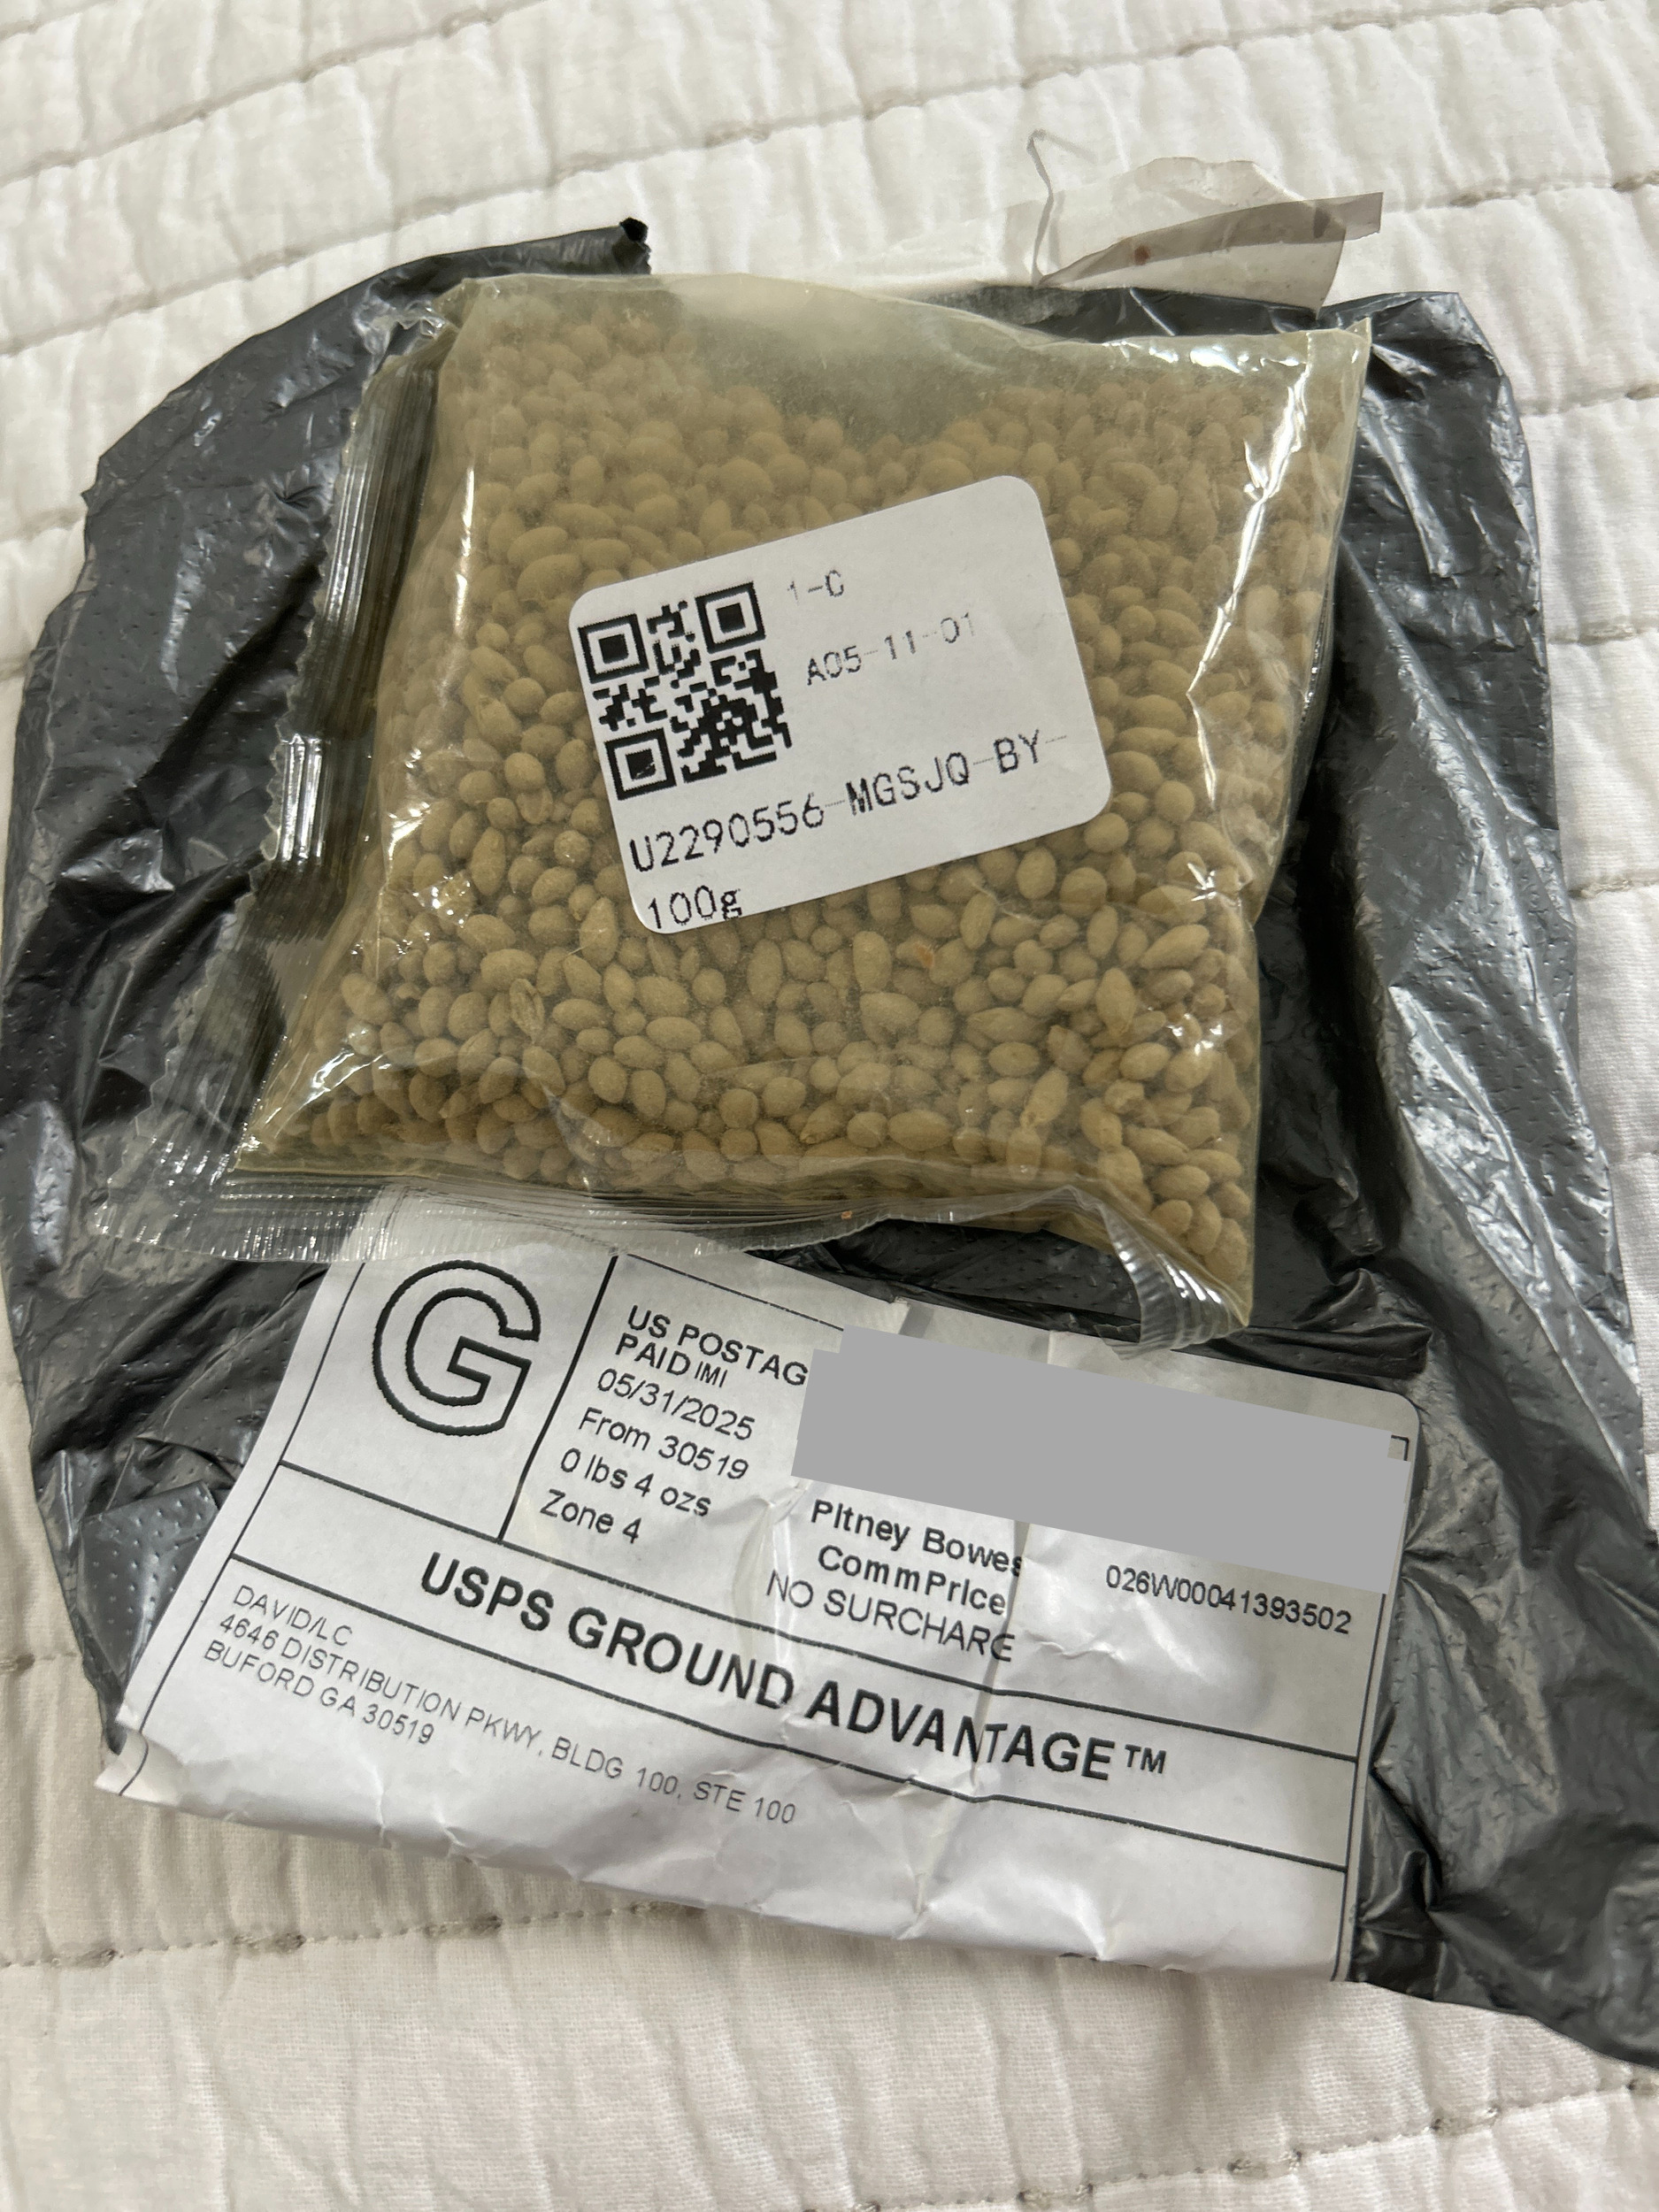 1-C
A05-11-01
U2290556-MGSJQ-BY-
100g
G
US POSTAG
PAID IMI
05/31/2025
From 30519
0 lbs 4 ozs
Zone 4
Pitney Bowes
CommPrice
NO SURCHARG
026W00041393502
USPS GROUND ADVANTAGE™
DAVID/LC
4646 DISTRIBUTION PKWY, BLDG 100, STE 100
BUFORD GA 30519